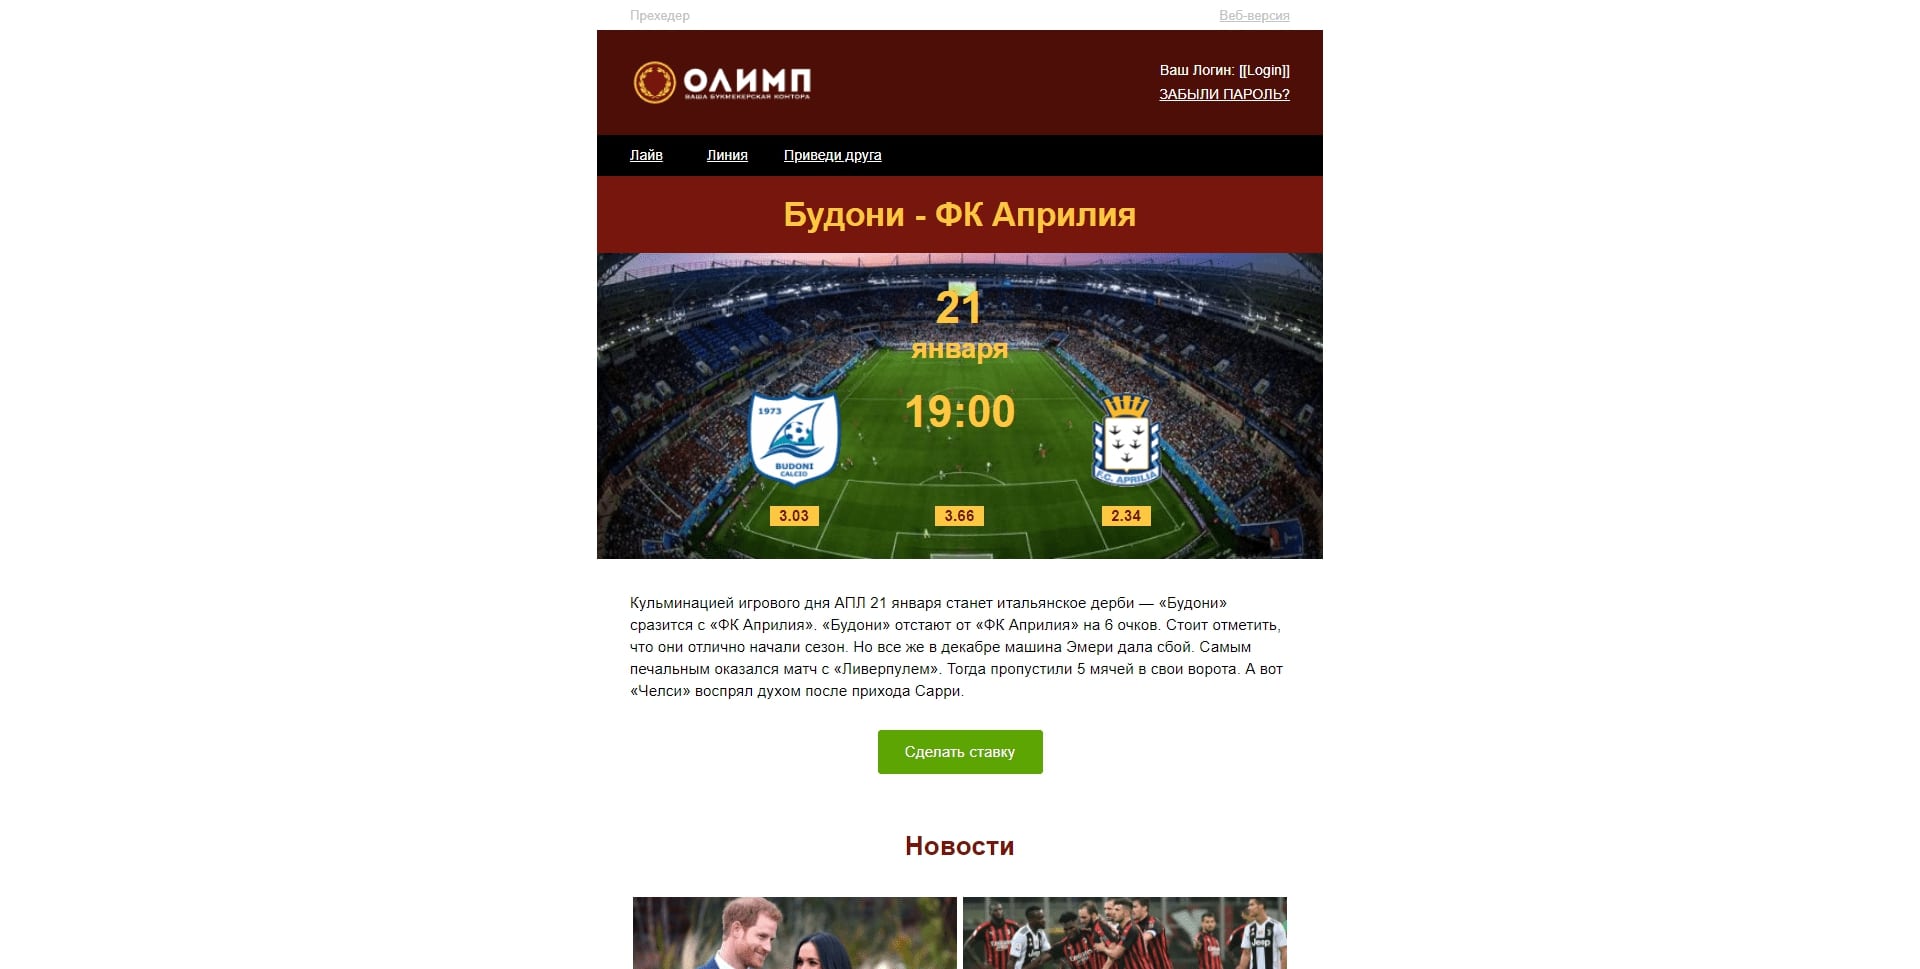 Прехедер
Веб-версия
ОЛИМП
ВАША БУКМЕКЕРСКАЯ КОНТОРА
Ваш Логин: [[Login]]
ЗАБЫЛИ ПАРОЛЬ?
Лайв
Линия
Приведи друга
Будони - ФК Априлия
21
января
19:00
1973
BUDONI
CALCIO
F.C. APRILIA
3.03
3.66
2.34
Кульминацией игрового дня АПЛ 21 января станет итальянское дерби — «Будони»
сразится с «ФК Априлия». «Будони» отстают от «ФК Априлия» на 6 очков. Стоит отметить,
что они отлично начали сезон. Но все же в декабре машина Эмери дала сбой. Самым
печальным оказался матч с «Ливерпулем». Тогда пропустили 5 мячей в свои ворота. А вот
«Челси» воспрял духом после прихода Сарри.
Сделать ставку
Новости
Jeep
Jeep